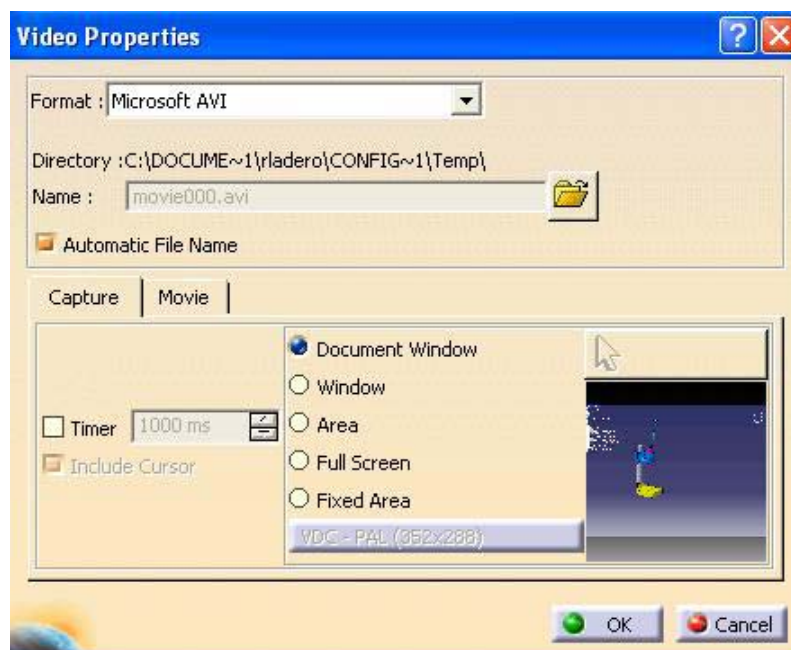 Video Properties
Format : Microsoft AVI
Directory :C:\DOCUME~1\rladero\CONFIG~1\Temp\
Name : movie000.avi
Automatic File Name
Capture Movie
Document Window
Window
Timer 1000 ms
Area
Include Cursor
Full Screen
Fixed Area
VDC - PAL (352x288)
OK Cancel